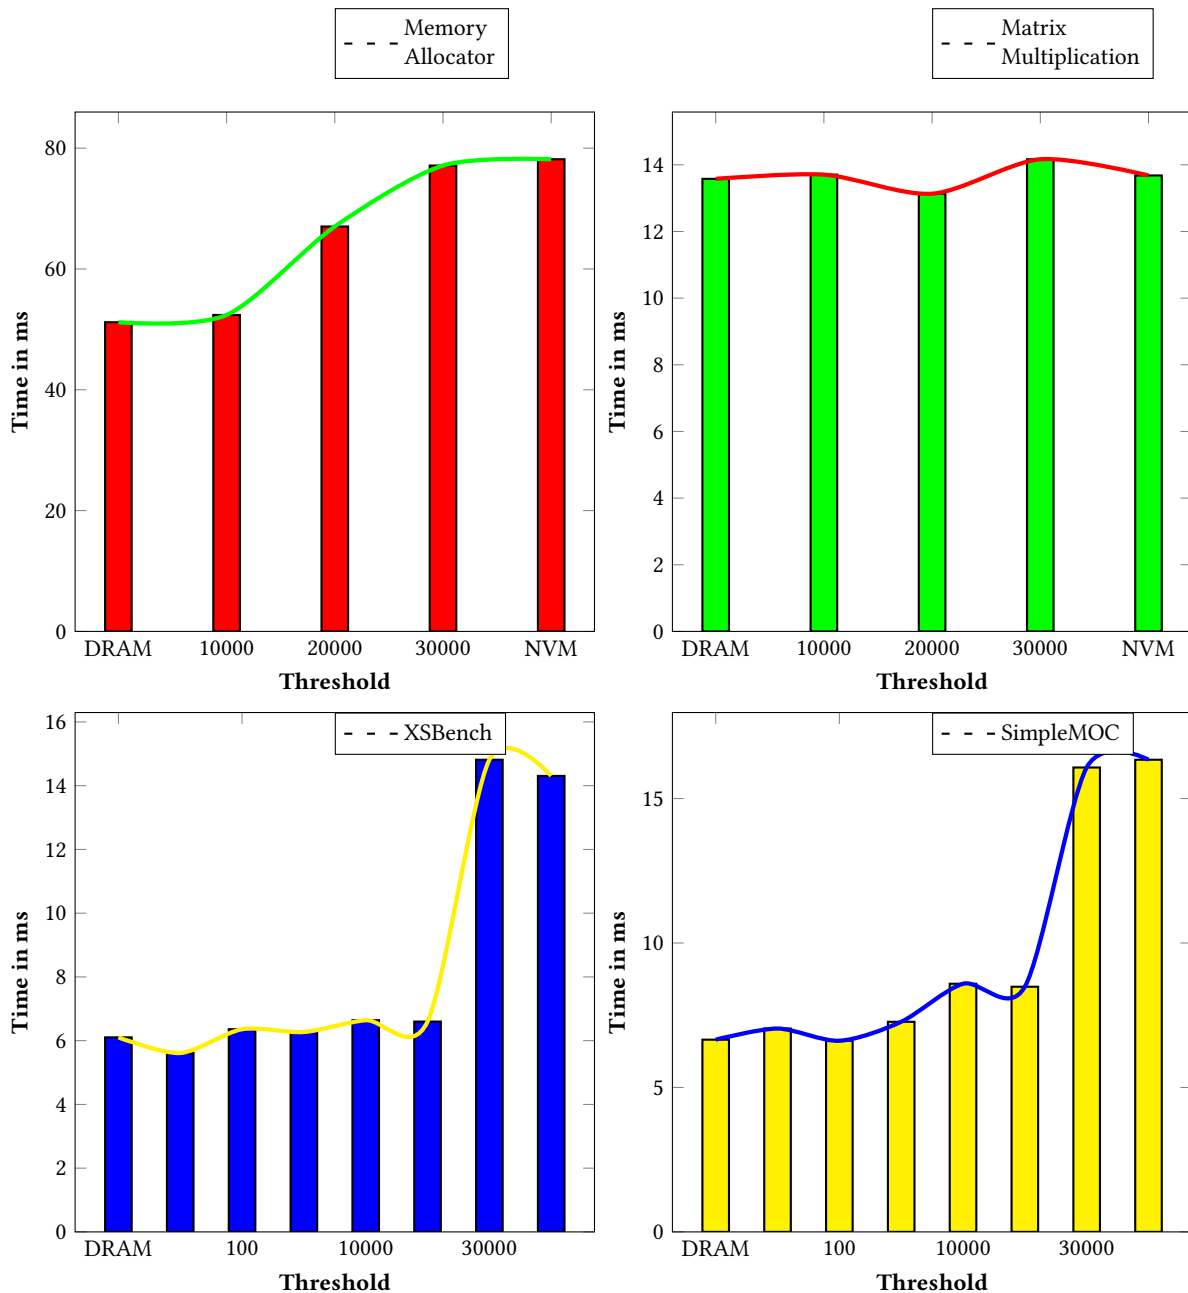 Memory
Allocator
80
60
40
20
0
Time in ms
DRAM 10000 20000 30000 NVM
Threshold
Matrix
Multiplication
14
12
10
8
6
4
2
0
Time in ms
DRAM 10000 20000 30000 NVM
Threshold
XSBench
16
14
12
10
8
6
4
2
0
Time in ms
DRAM 100 10000 30000
Threshold
SimpleMOC
15
10
5
0
Time in ms
DRAM 100 10000 30000
Threshold